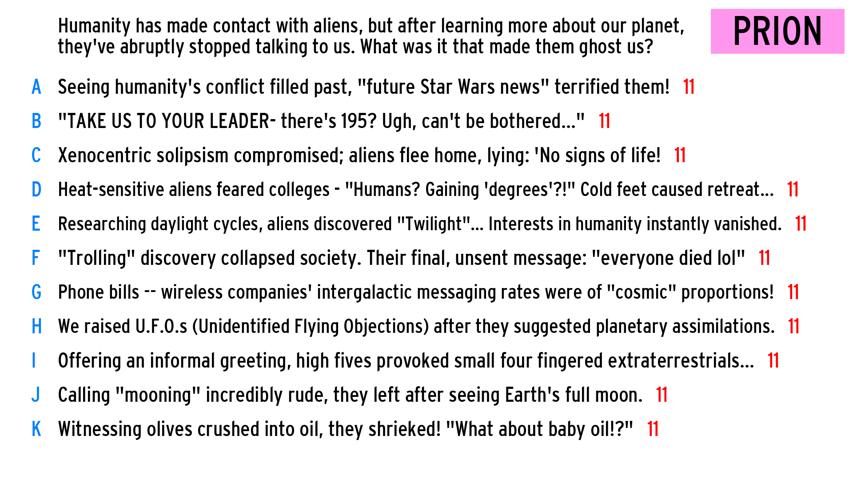 Humanity has made contact with aliens, but after learning more about our planet,
they've abruptly stopped talking to us. What was it that made them ghost us?
PRION
A Seeing humanity's conflict filled past, "future Star Wars news" terrified them! 11
B "TAKE US TO YOUR LEADER- there's 195? Ugh, can't be bothered..." 11
C Xenocentric solipsism compromised; aliens flee home, lying: 'No signs of life! 11
D Heat-sensitive aliens feared colleges - "Humans? Gaining 'degrees'?!" Cold feet caused retreat... 11
E Researching daylight cycles, aliens discovered "Twilight"... Interests in humanity instantly vanished. 11
F "Trolling" discovery collapsed society. Their final, unsent message: "everyone died lol" 11
G Phone bills -- wireless companies' intergalactic messaging rates were of "cosmic" proportions! 11
H We raised U.F.O.s (Unidentified Flying Objections) after they suggested planetary assimilations. 11
I Offering an informal greeting, high fives provoked small four fingered extraterrestrials... 11
J Calling "mooning" incredibly rude, they left after seeing Earth's full moon. 11
K Witnessing olives crushed into oil, they shrieked! "What about baby oil!?" 11